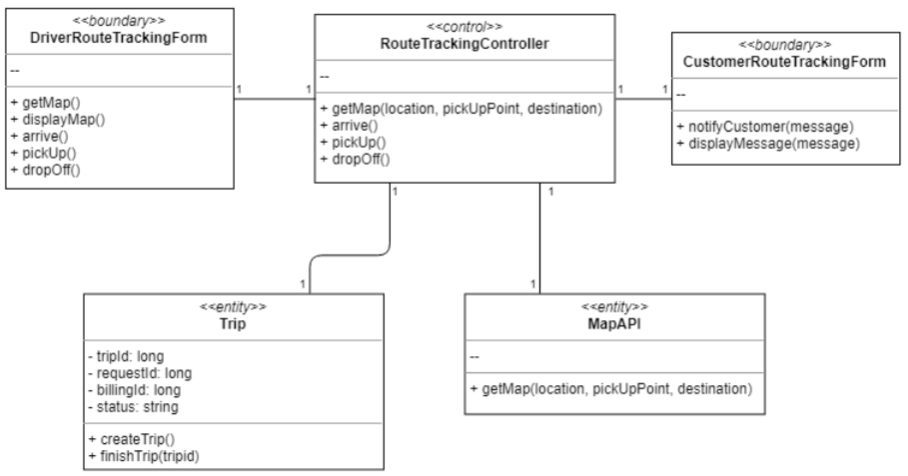 <<boundary>>
DriverRouteTrackingForm
--
+ getMap()
+ displayMap()
+ arrive()
+ pickUp()
+ dropOff()
1
1
<<control>>
RouteTrackingController
--
+ getMap(location, pickUpPoint, destination)
+ arrive()
+ pickUp()
+ dropOff()
1
1
<<boundary>>
CustomerRouteTrackingForm
--
+ notifyCustomer(message)
+ displayMessage(message)
1
1
1
1
<<entity>>
Trip
- tripId: long
- requestId: long
- billingId: long
- status: string
+ createTrip()
+ finishTrip(tripid)
<<entity>>
MapAPI
--
+ getMap(location, pickUpPoint, destination)